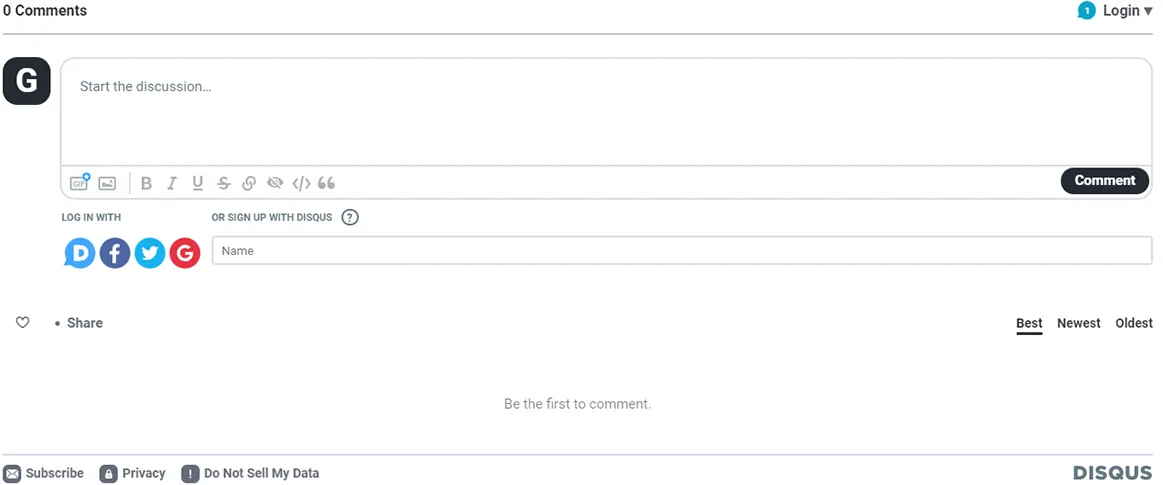 0 Comments
1 Login
G
Start the discussion…
GIF B I U S </>
Comment
LOG IN WITH
OR SIGN UP WITH DISQUS ?
D f G
Name
• Share
Best Newest Oldest
Be the first to comment.
Subscribe Privacy ! Do Not Sell My Data
DISQUS